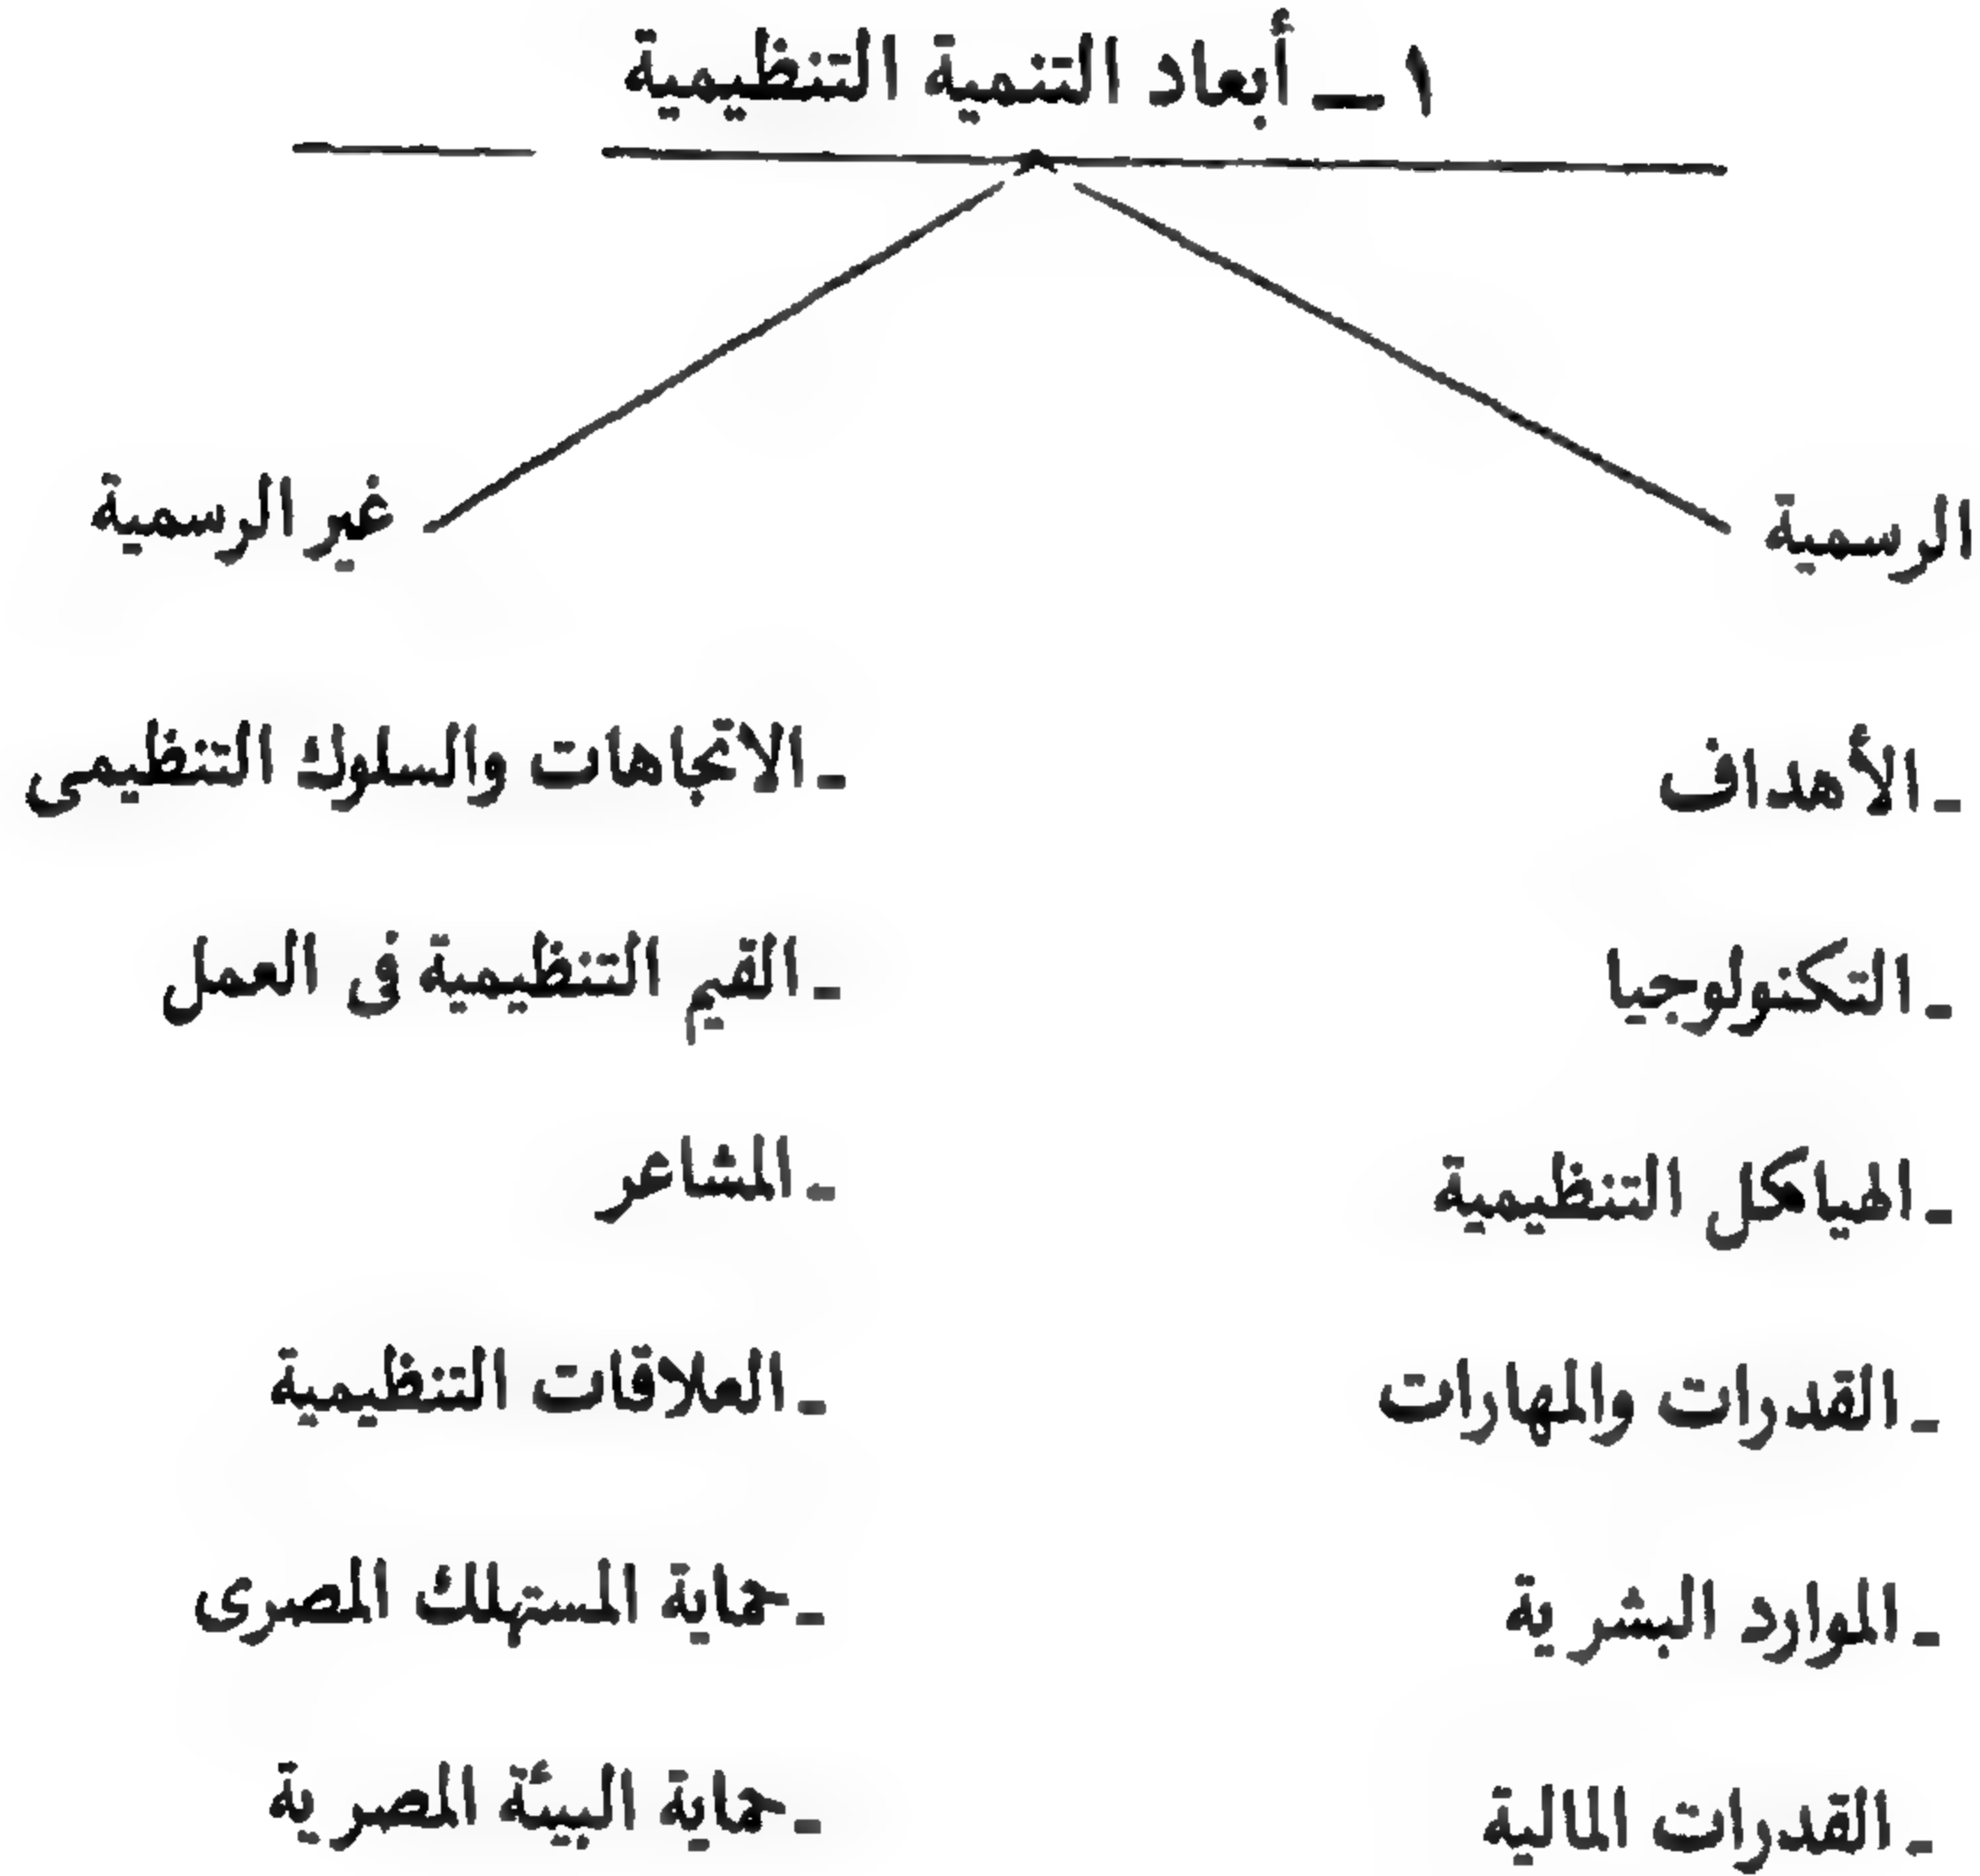 ١ ــ أبعاد التنمية التنظيمية
الرسمية
غير الرسمية
ـ الأهداف
ـ الاتجاهات والسلوك التنظيمى
ـ التكنولوجيا
ـ القيم التنظيمية فى العمل
ـ الهياكل التنظيمية
ـ المشاعر
ـ القدرات والمهارات
ـ العلاقات التنظيمية
ـ الموارد البشرية
ـ حماية المستهلك المصرى
ـ القدرات المالية
ـ حماية البيئة المصرية